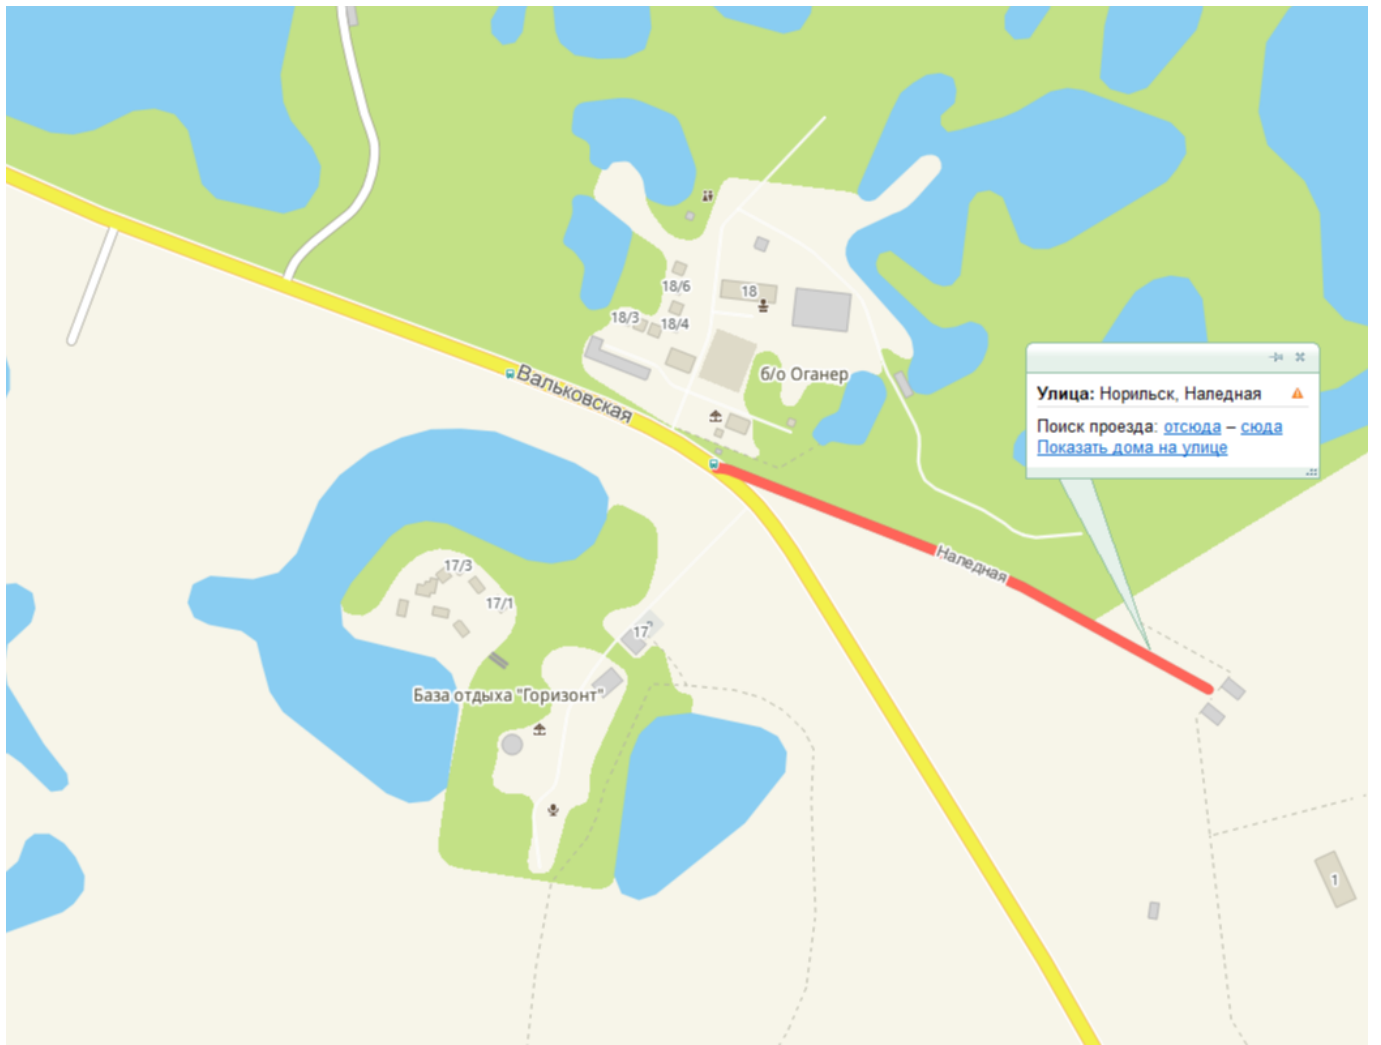 18/6
18
18/3
18/4
Вальковская
б/о Оганер
Улица: Норильск, Наледная
Поиск проезда: отсюда – сюда
Показать дома на улице
Наледная
17/3
17/1
17
База отдыха "Горизонт"
1